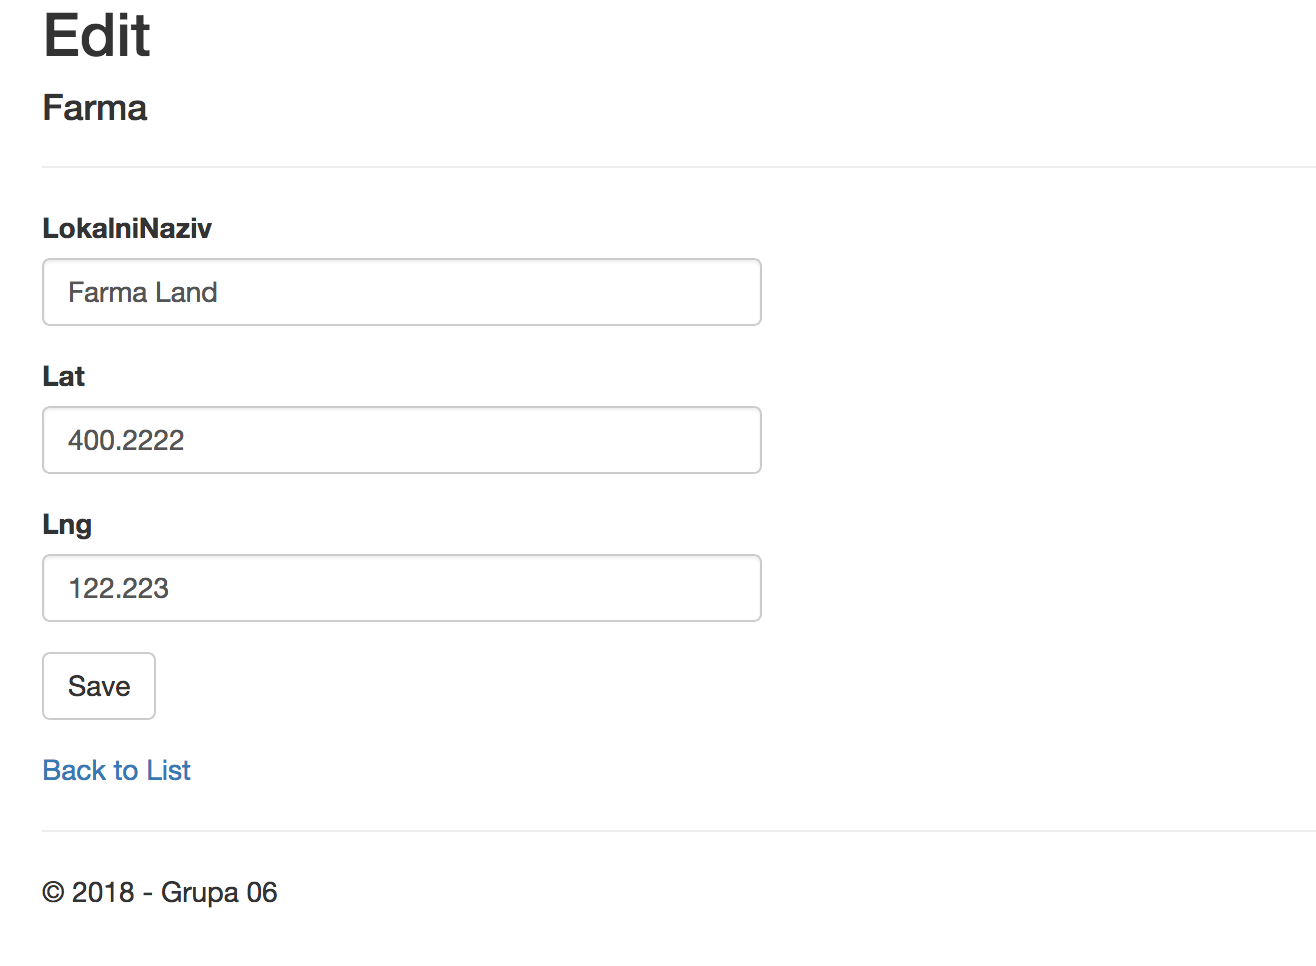 Edit
Farma
LokalniNaziv
Farma Land
Lat
400.2222
Lng
122.223
Save
Back to List
© 2018 - Grupa 06